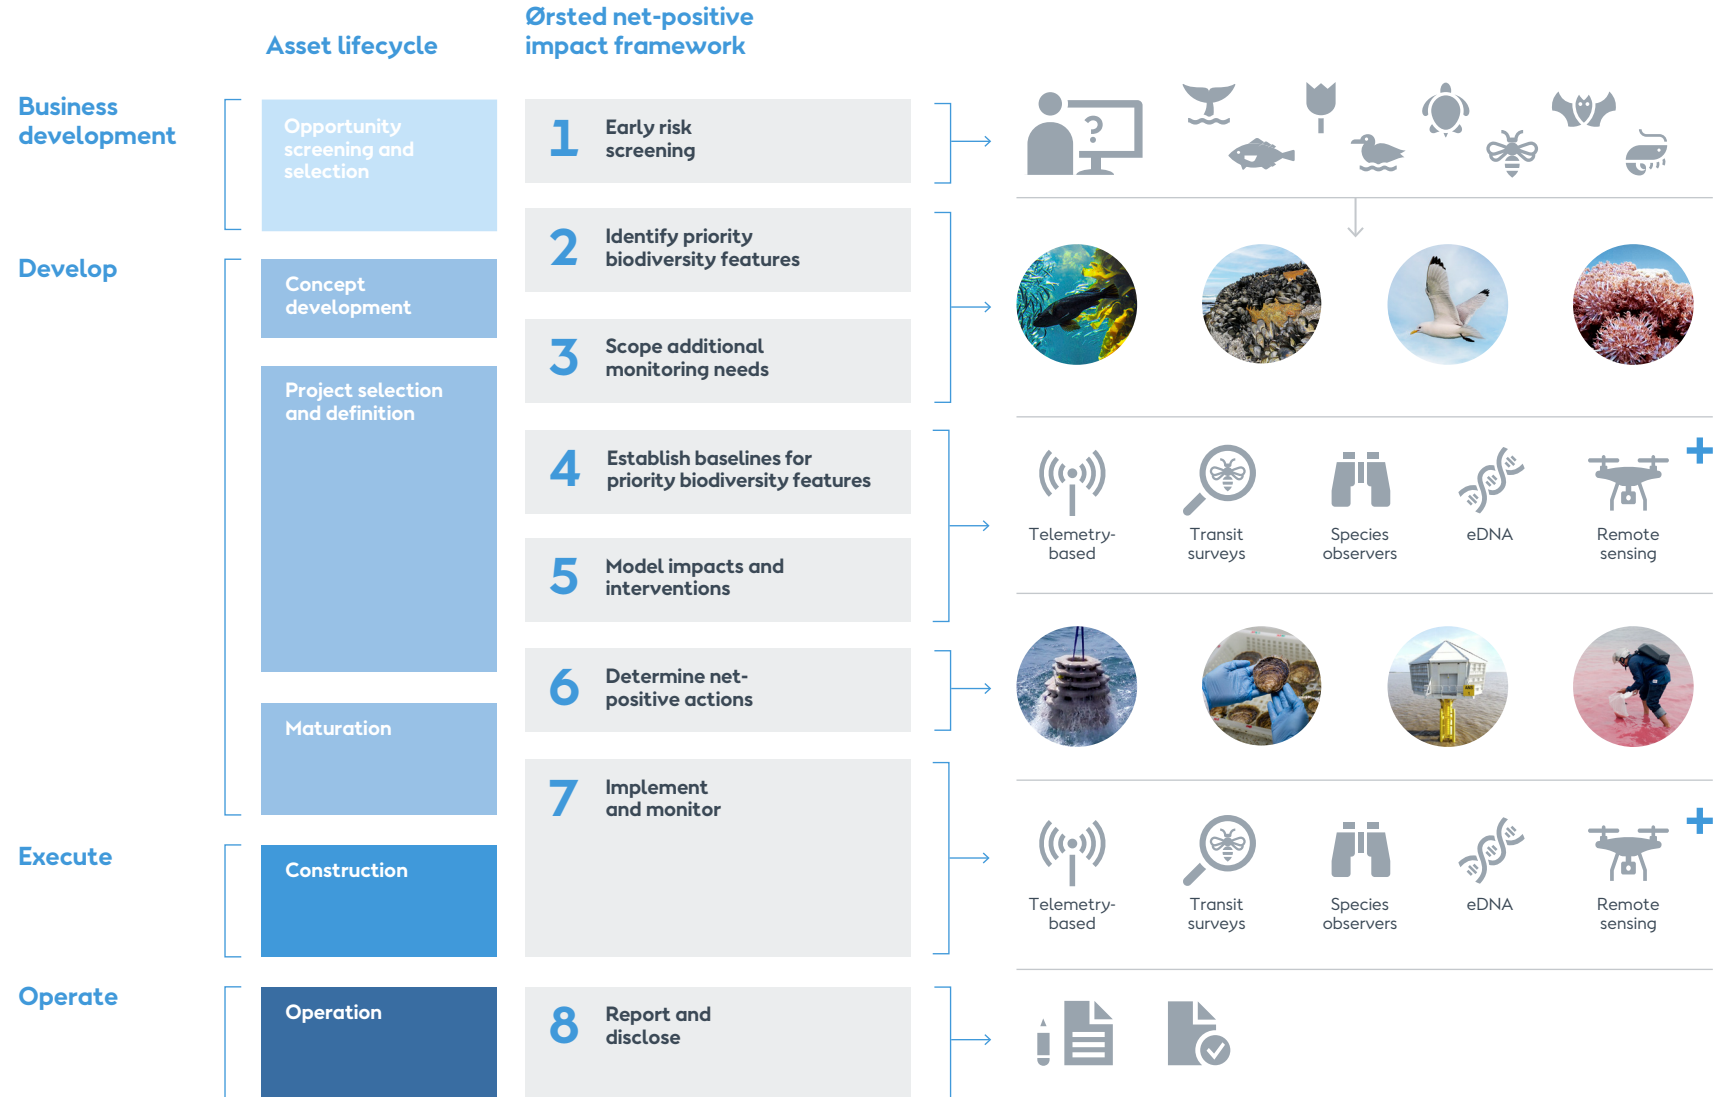 Asset lifecycle
Ørsted net-positive
impact framework
Business
development
Opportunity
screening and
selection
1
Early risk
screening
?
2
Identify priority
biodiversity features
Develop
Concept
development
3
Scope additional
monitoring needs
Project selection
and definition
4
Establish baselines for
priority biodiversity features
+
Telemetry-
based
Transit
surveys
Species
observers
eDNA
Remote
sensing
5
Model impacts and
interventions
6
Determine net-
positive actions
Maturation
7
Implement
and monitor
+
Telemetry-
based
Transit
surveys
Species
observers
eDNA
Remote
sensing
Execute
Construction
Operate
Operation
8
Report and
disclose